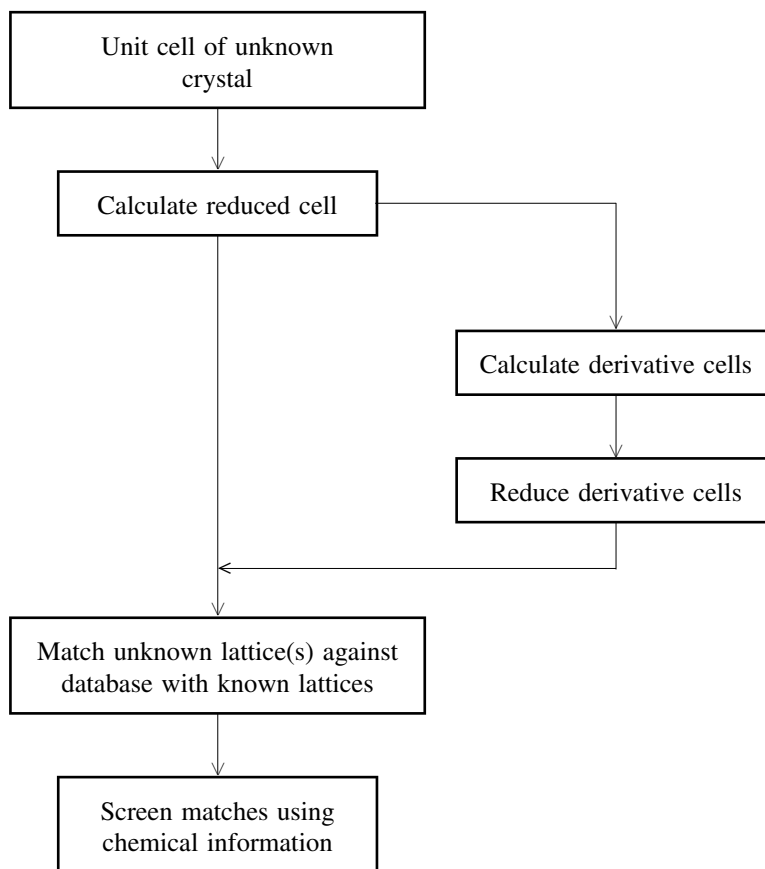 Unit cell of unknown
crystal
Calculate reduced cell
Calculate derivative cells
Reduce derivative cells
Match unknown lattice(s) against
database with known lattices
Screen matches using
chemical information